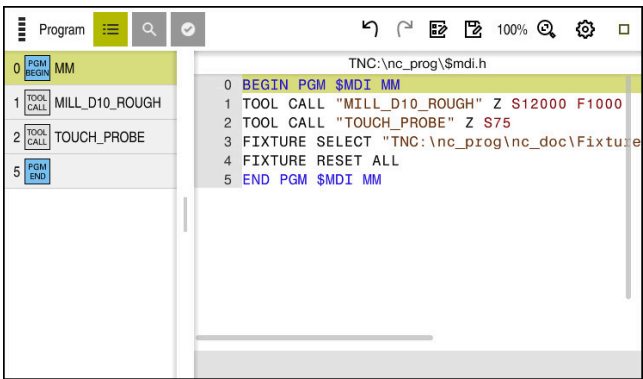 Program
100%
0 PGM BEGIN MM
1 TOOL CALL MILL_D10_ROUGH
2 TOOL CALL TOUCH_PROBE
5 PGM END
TNC:\nc_prog\$mdi.h
0 BEGIN PGM $MDI MM
1 TOOL CALL "MILL_D10_ROUGH" Z S12000 F1000
2 TOOL CALL "TOUCH_PROBE" Z S75
3 FIXTURE SELECT "TNC:\nc_prog\nc_doc\Fixture
4 FIXTURE RESET ALL
5 END PGM $MDI MM